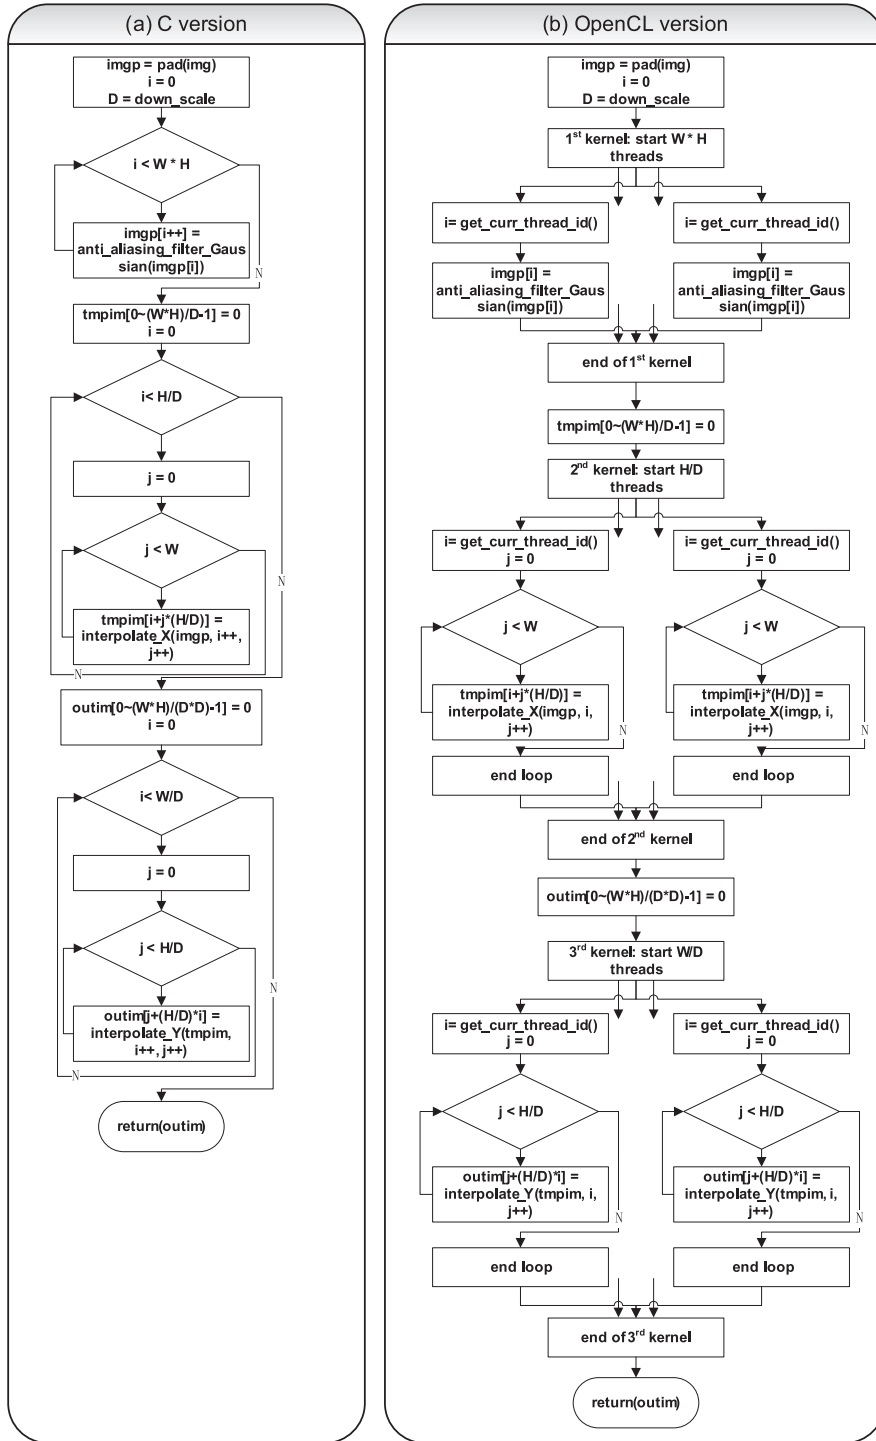 (a) C version
imgp = pad(img)
i = 0
D = down_scale
i < W * H
imgp[i++] =
anti_aliasing_filter_Gaus
sian(imgp[i])
N
tmpim[0~(W*H)/D-1] = 0
i = 0
i< H/D
j = 0
j < W
N
tmpim[i+j*(H/D)] =
interpolate_X(imgp, i++,
j++)
N
outim[0~(W*H)/(D*D)-1] = 0
i = 0
i< W/D
j = 0
j < H/D
N
outim[j+(H/D)*i] =
interpolate_Y(tmpim,
i++, j++)
N
return(outim)
(b) OpenCL version
imgp = pad(img)
i = 0
D = down_scale
1st kernel: start W * H
threads
i= get_curr_thread_id()
i= get_curr_thread_id()
imgp[i] =
anti_aliasing_filter_Gaus
sian(imgp[i])
imgp[i] =
anti_aliasing_filter_Gaus
sian(imgp[i])
end of 1st kernel
tmpim[0~(W*H)/D-1] = 0
2nd kernel: start H/D
threads
i= get_curr_thread_id()
j = 0
i= get_curr_thread_id()
j = 0
j < W
j < W
tmpim[i+j*(H/D)] =
interpolate_X(imgp, i,
j++)
N
tmpim[i+j*(H/D)] =
interpolate_X(imgp, i,
j++)
N
end loop
end loop
end of 2nd kernel
outim[0~(W*H)/(D*D)-1] = 0
3rd kernel: start W/D
threads
i= get_curr_thread_id()
j = 0
i= get_curr_thread_id()
j = 0
j < H/D
j < H/D
outim[j+(H/D)*i] =
interpolate_Y(tmpim, i,
j++)
N
outim[j+(H/D)*i] =
interpolate_Y(tmpim, i,
j++)
N
end loop
end loop
end of 3rd kernel
return(outim)